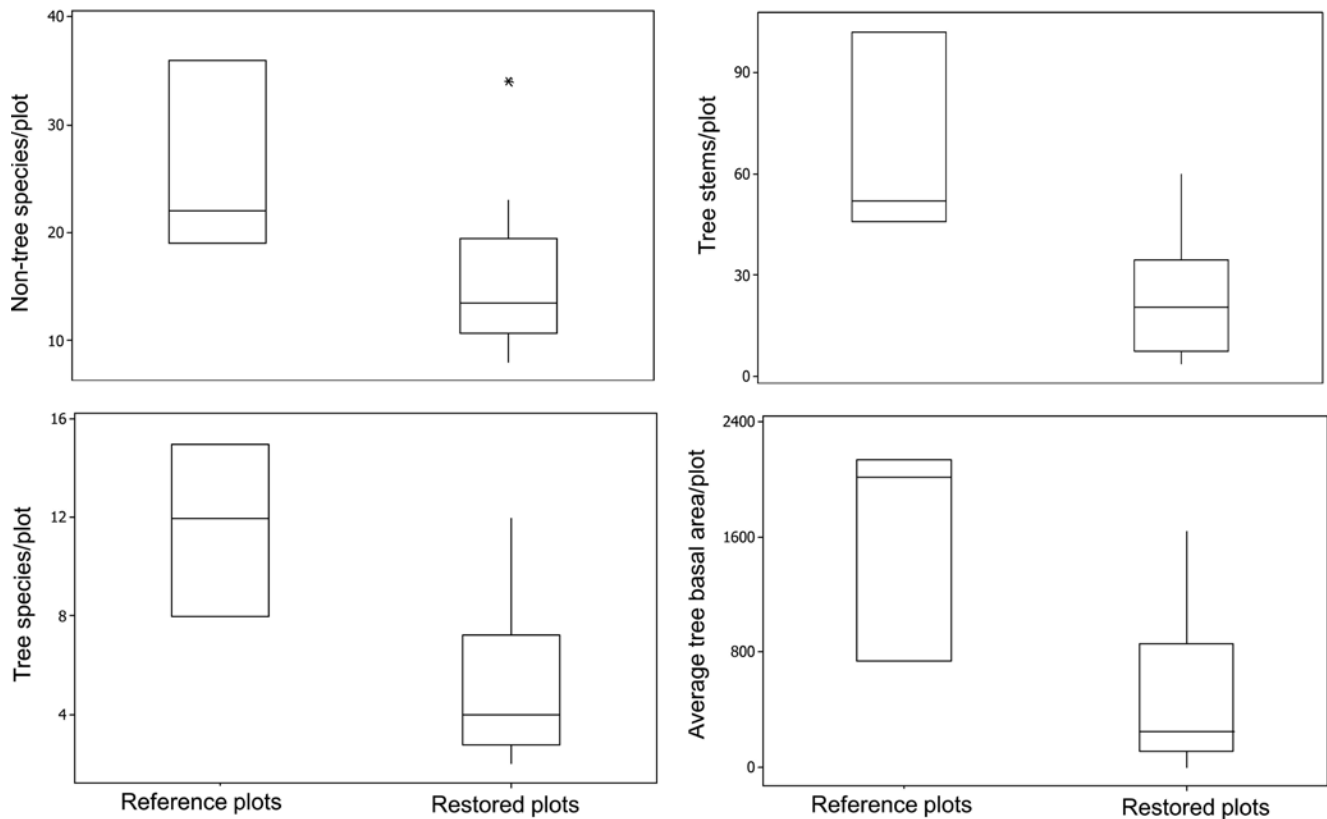 Non-tree species/plot
40
30
20
10
*
Tree stems/plot
90
60
30
0
Tree species/plot
16
12
8
4
Reference plots
Restored plots
Average tree basal area/plot
2400
1600
800
0
Reference plots
Restored plots